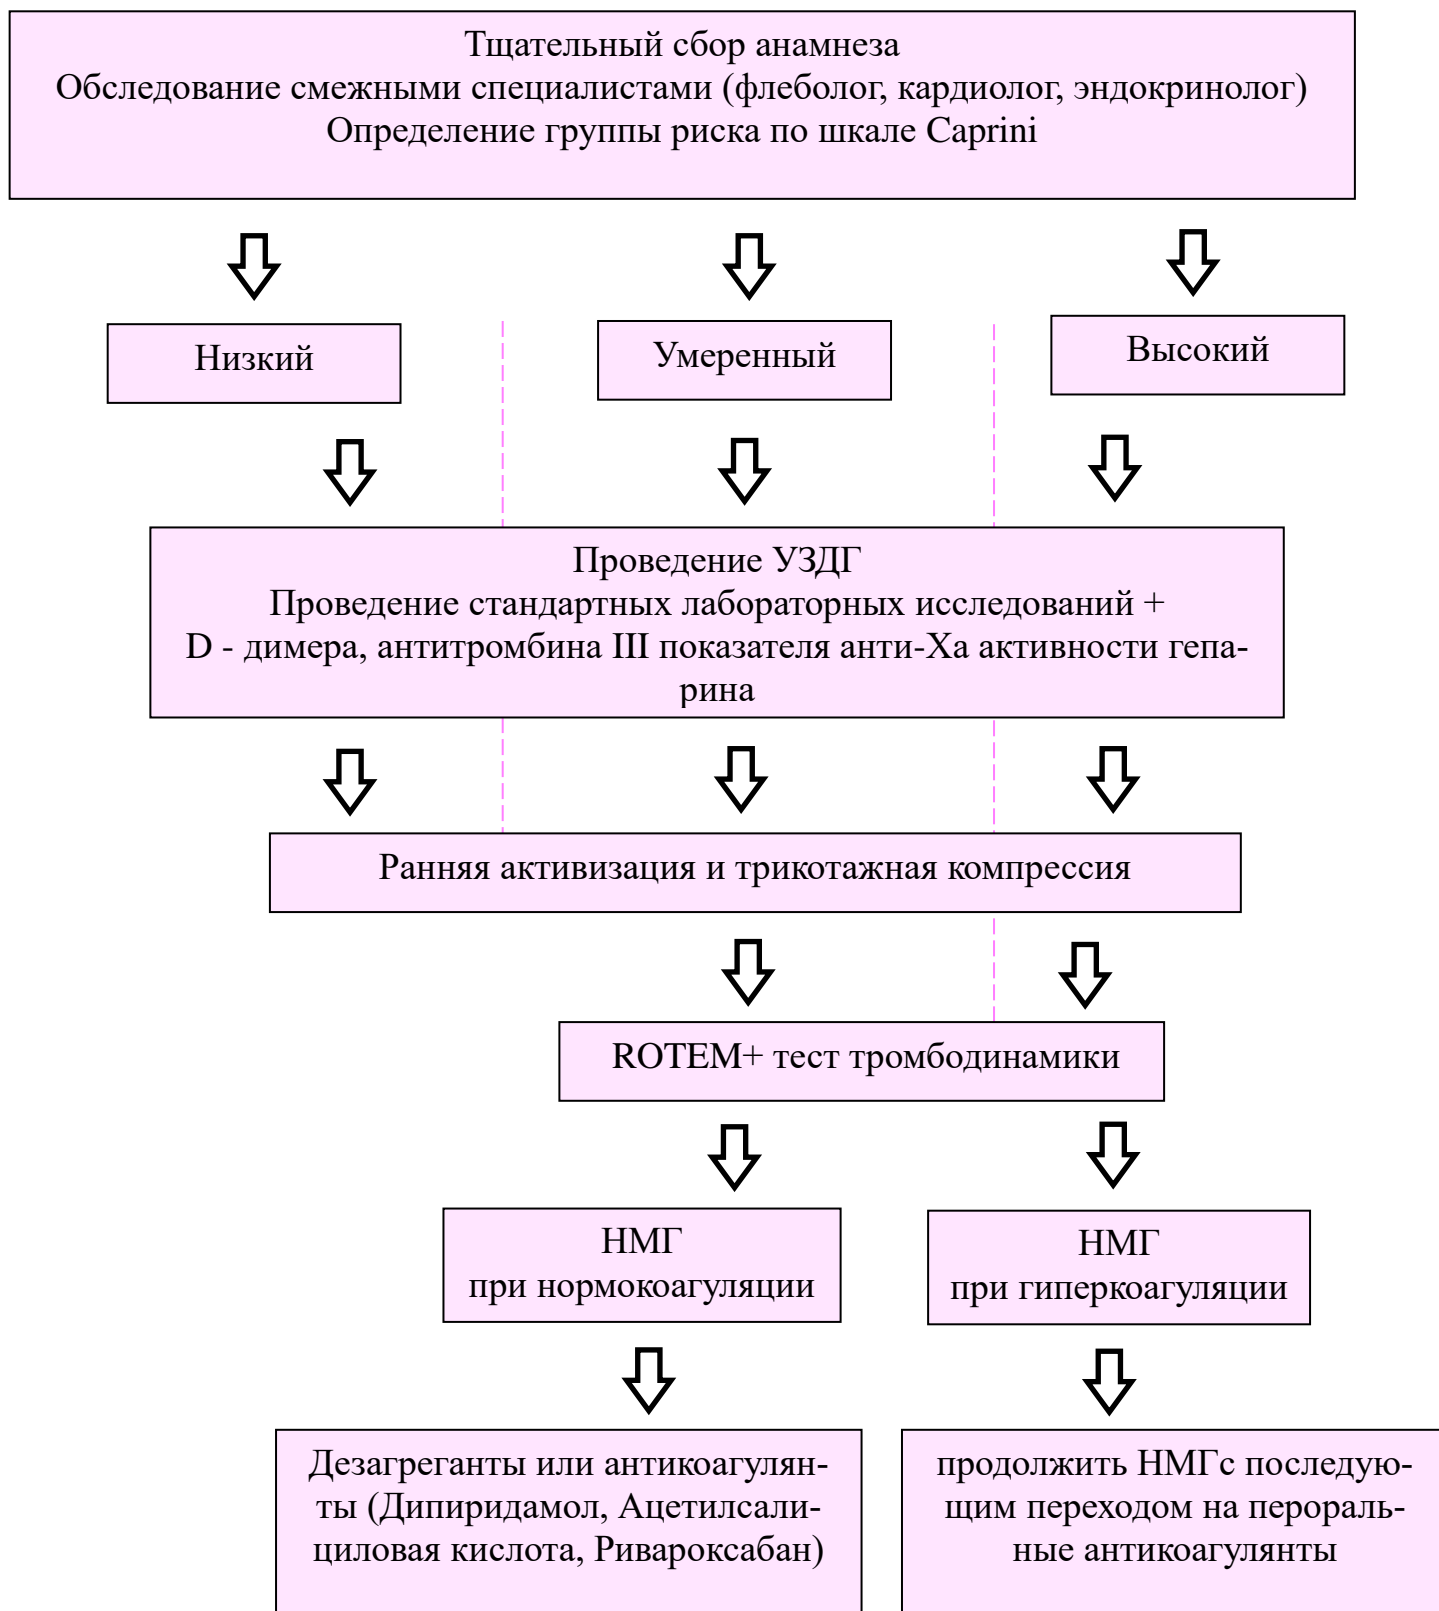 Тщательный сбор анамнеза
Обследование смежными специалистами (флеболог, кардиолог, эндокринолог)
Определение группы риска по шкале Caprini
Низкий
Умеренный
Высокий
Проведение УЗДГ
Проведение стандартных лабораторных исследований +
D - димера, антитромбина III показателя анти-Ха активности гепа-
рина
Ранняя активизация и трикотажная компрессия
ROTEM+ тест тромбодинамики
НМГ
при нормокоагуляции
НМГ
при гиперкоагуляции
Дезагреганты или антикоагулян-
ты (Дипиридамол, Ацетилсали-
циловая кислота, Ривароксабан)
продолжить НМГс последую-
щим переходом на перораль-
ные антикоагулянты